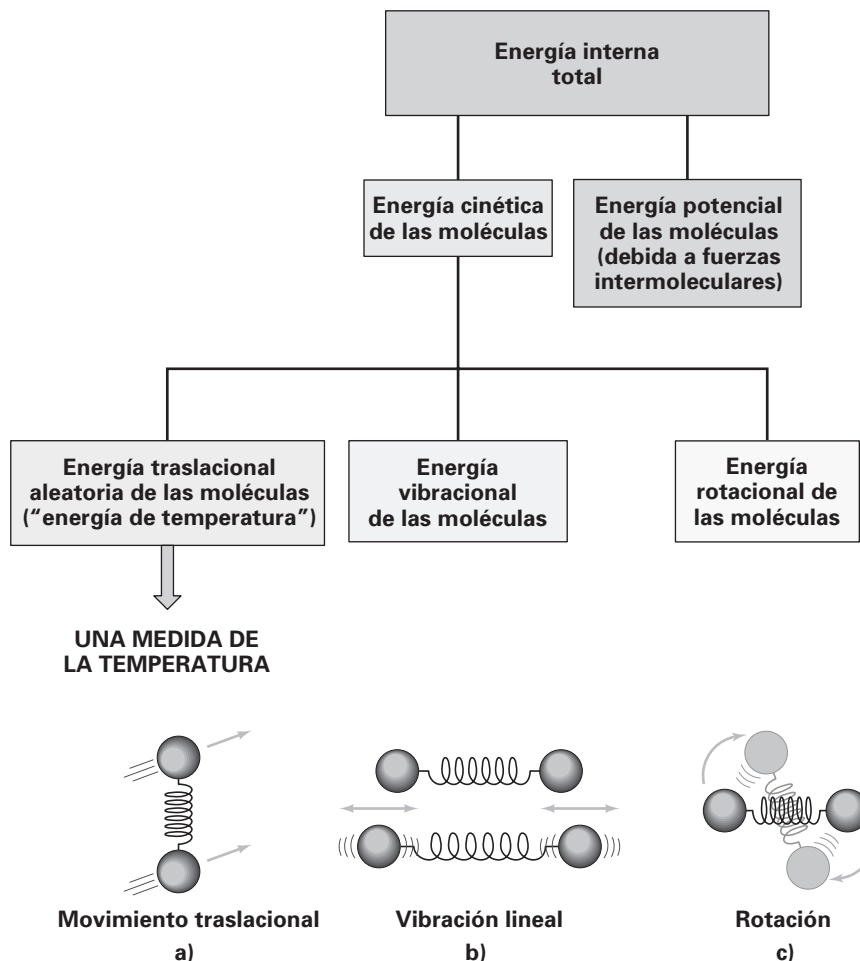 Energía interna
total
Energía cinética
de las moléculas
Energía potencial
de las moléculas
(debida a fuerzas
intermoleculares)
Energía traslacional
aleatoria de las moléculas
(“energía de temperatura”)
Energía
vibracional
de las moléculas
Energía
rotacional de
las moléculas
UNA MEDIDA DE
LA TEMPERATURA
Movimiento traslacional
a)
Vibración lineal
b)
Rotación
c)